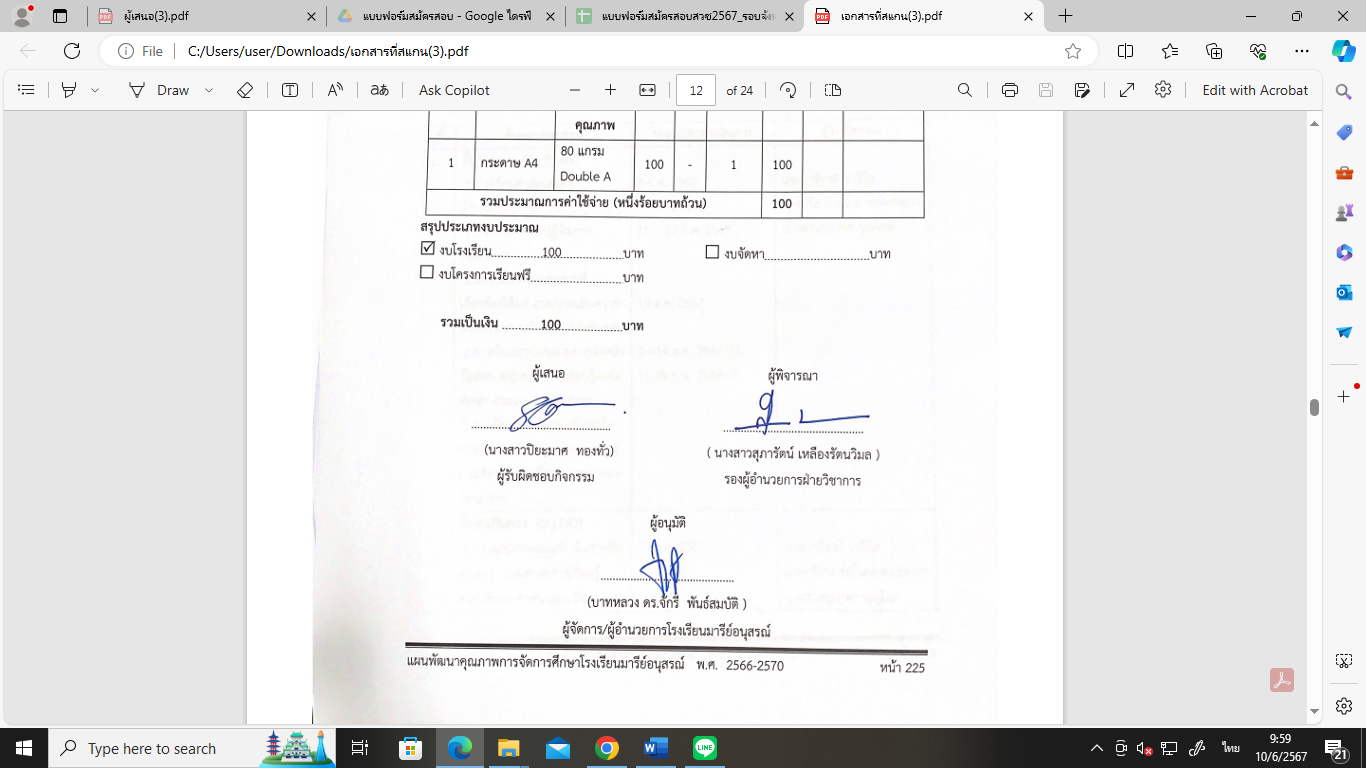 ผู้เสนอ(3).pdf
แบบฟอร์มสมัครสอบ - Google ไดรฟ์
แบบฟอร์มสมัครสอบสวช2567_รอบจัง
เอกสารที่สแกน(3).pdf
File
C:/Users/user/Downloads/เอกสารที่สแกน(3).pdf
Draw
Ask Copilot
12 of 24
Edit with Acrobat
คุณภาพ
1 กระดาษ A4 80 แกรม 100 - 1 100
Double A
รวมประมาณการค่าใช้จ่าย (หนึ่งร้อยบาทถ้วน) 100
สรุปประเภทงบประมาณ
☑ งบโรงเรียน..............100..............บาท ☐ งบจัดหา............................บาท
☐ งบโครงการเรียนฟรี........................บาท
รวมเป็นเงิน ..........100................บาท
ผู้เสนอ ผู้พิจารณา
(นางสาวปิยะมาศ ทองทั่ว) ( นางสาวสุภารัตน์ เหลืองรัตนวิมล )
ผู้รับผิดชอบกิจกรรม รองผู้อำนวยการฝ่ายวิชาการ
ผู้อนุมัติ
(บาทหลวง ดร.จักรี พันธ์สมบัติ )
ผู้จัดการ/ผู้อำนวยการโรงเรียนมารีย์อนุสรณ์
แผนพัฒนาคุณภาพการจัดการศึกษาโรงเรียนมารีย์อนุสรณ์ พ.ศ. 2566-2570 หน้า 225
Type here to search
ไทย
9:59
10/6/2567
21